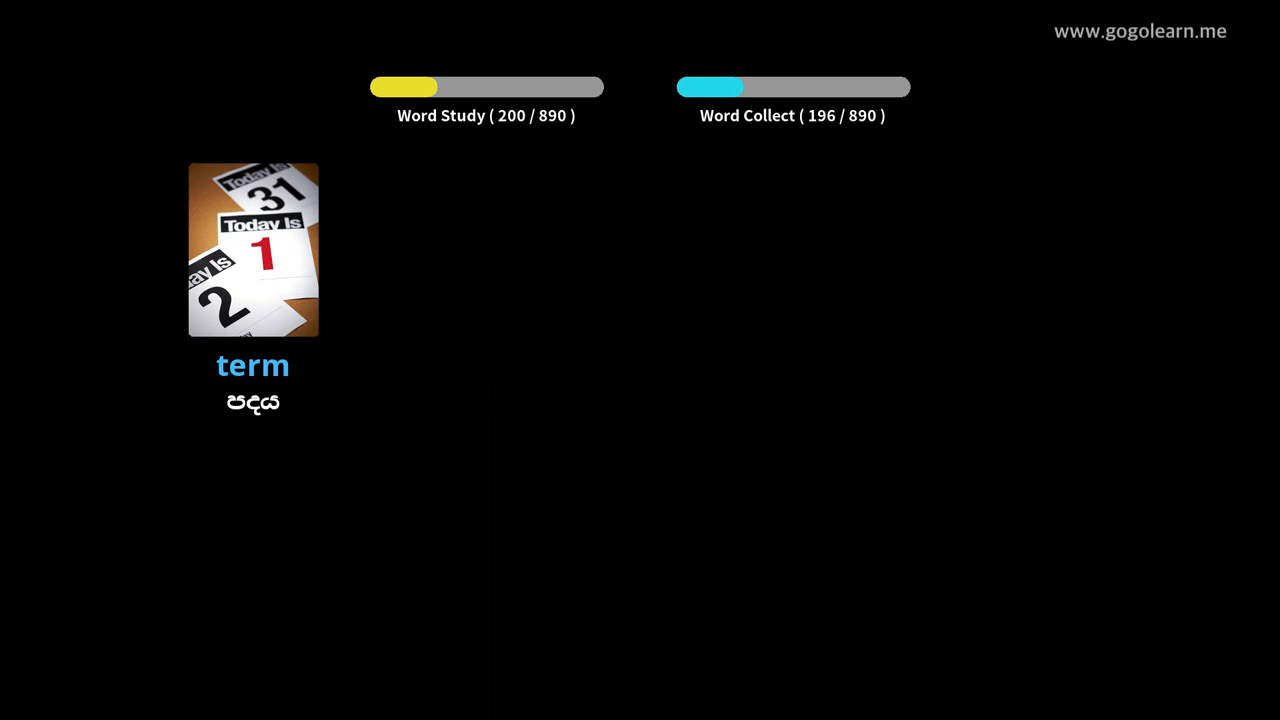 www.gogolearn.me
Word Study ( 200 / 890 )
Word Collect ( 196 / 890 )
Today Is
31
Today Is
1
ay Is
2
term
පදය